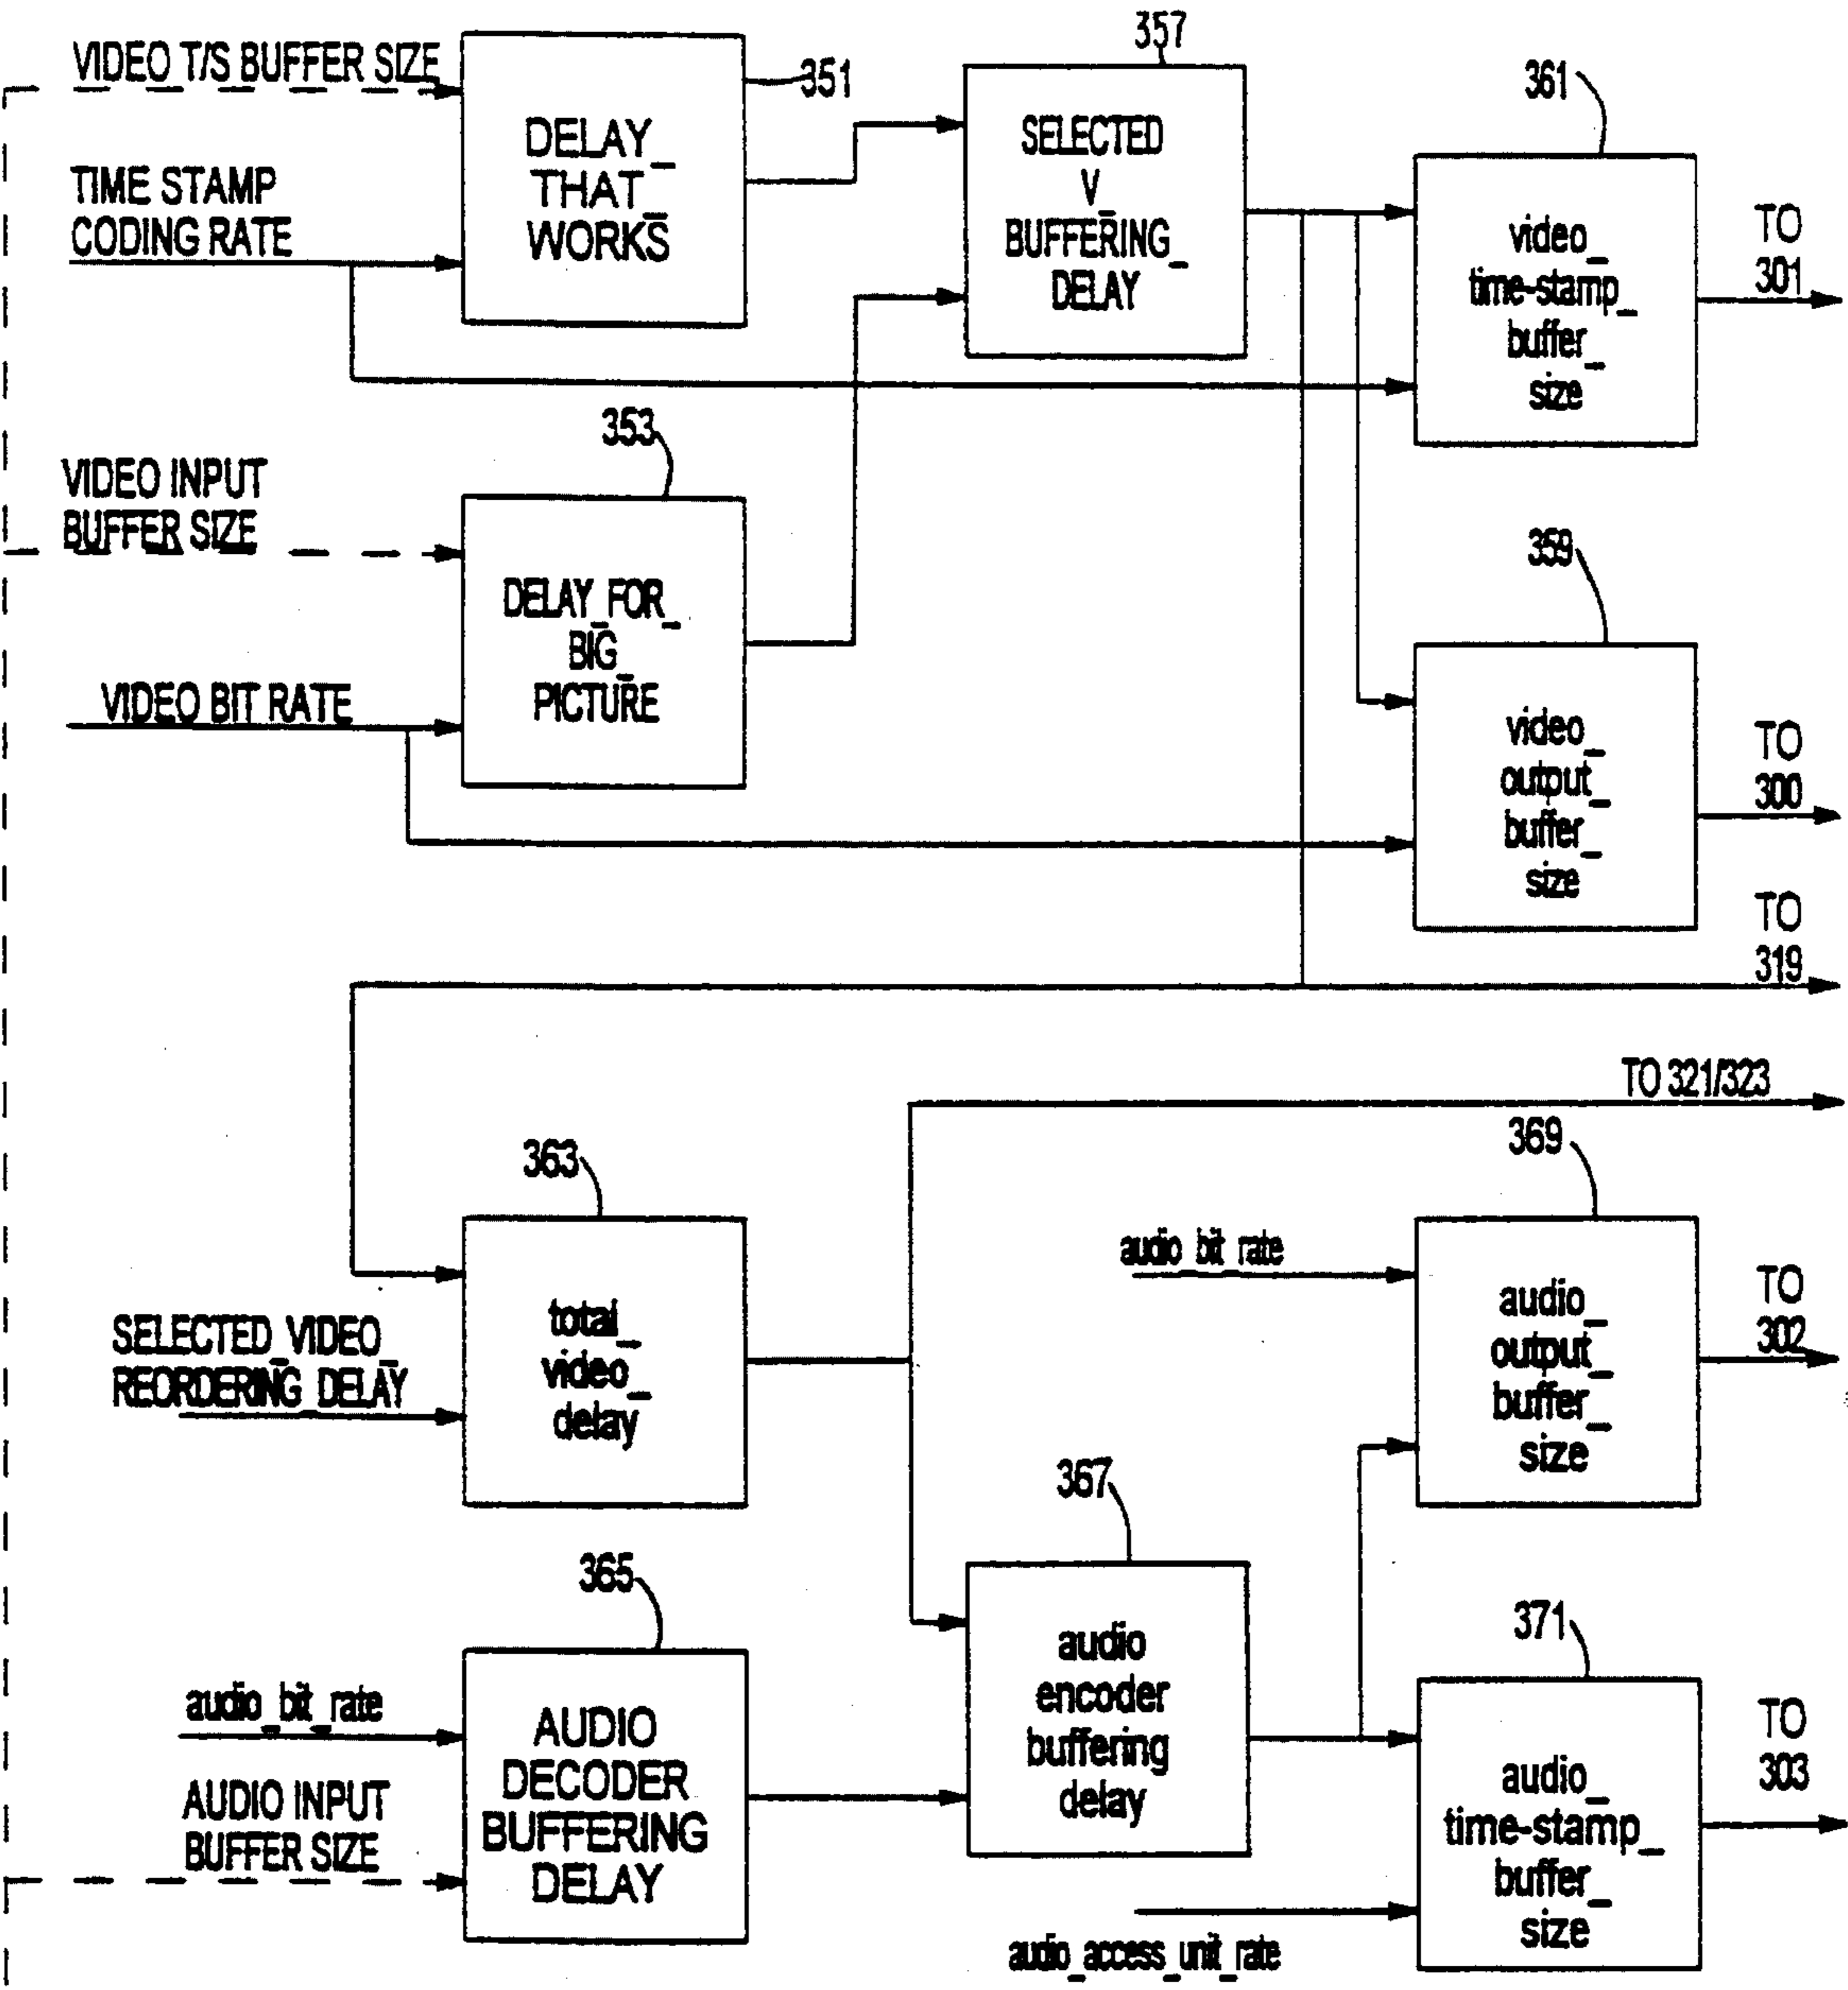 VIDEO T/S BUFFER SIZE
351
DELAY_
THAT_
WORKS
TIME STAMP
CODING RATE
357
SELECTED
V_
BUFFERING_
DELAY
361
video_
time-stamp_
buffer_
size
TO
301
353
VIDEO INPUT
BUFFER SIZE
DELAY_FOR_
BIG_
PICTURE
VIDEO BIT RATE
359
video_
output_
buffer_
size
TO
300
TO
319
TO 321/323
363
total_
video_
delay
SELECTED_VIDEO_
REORDERING_DELAY
369
audio_bit_rate
audio_
output_
buffer_
size
TO
302
365
audio_bit_rate
AUDIO INPUT
BUFFER SIZE
AUDIO
DECODER
BUFFERING
DELAY
367
audio
encoder
buffering
delay
371
audio_
time-stamp_
buffer_
size
audio_access_unit_rate
TO
303